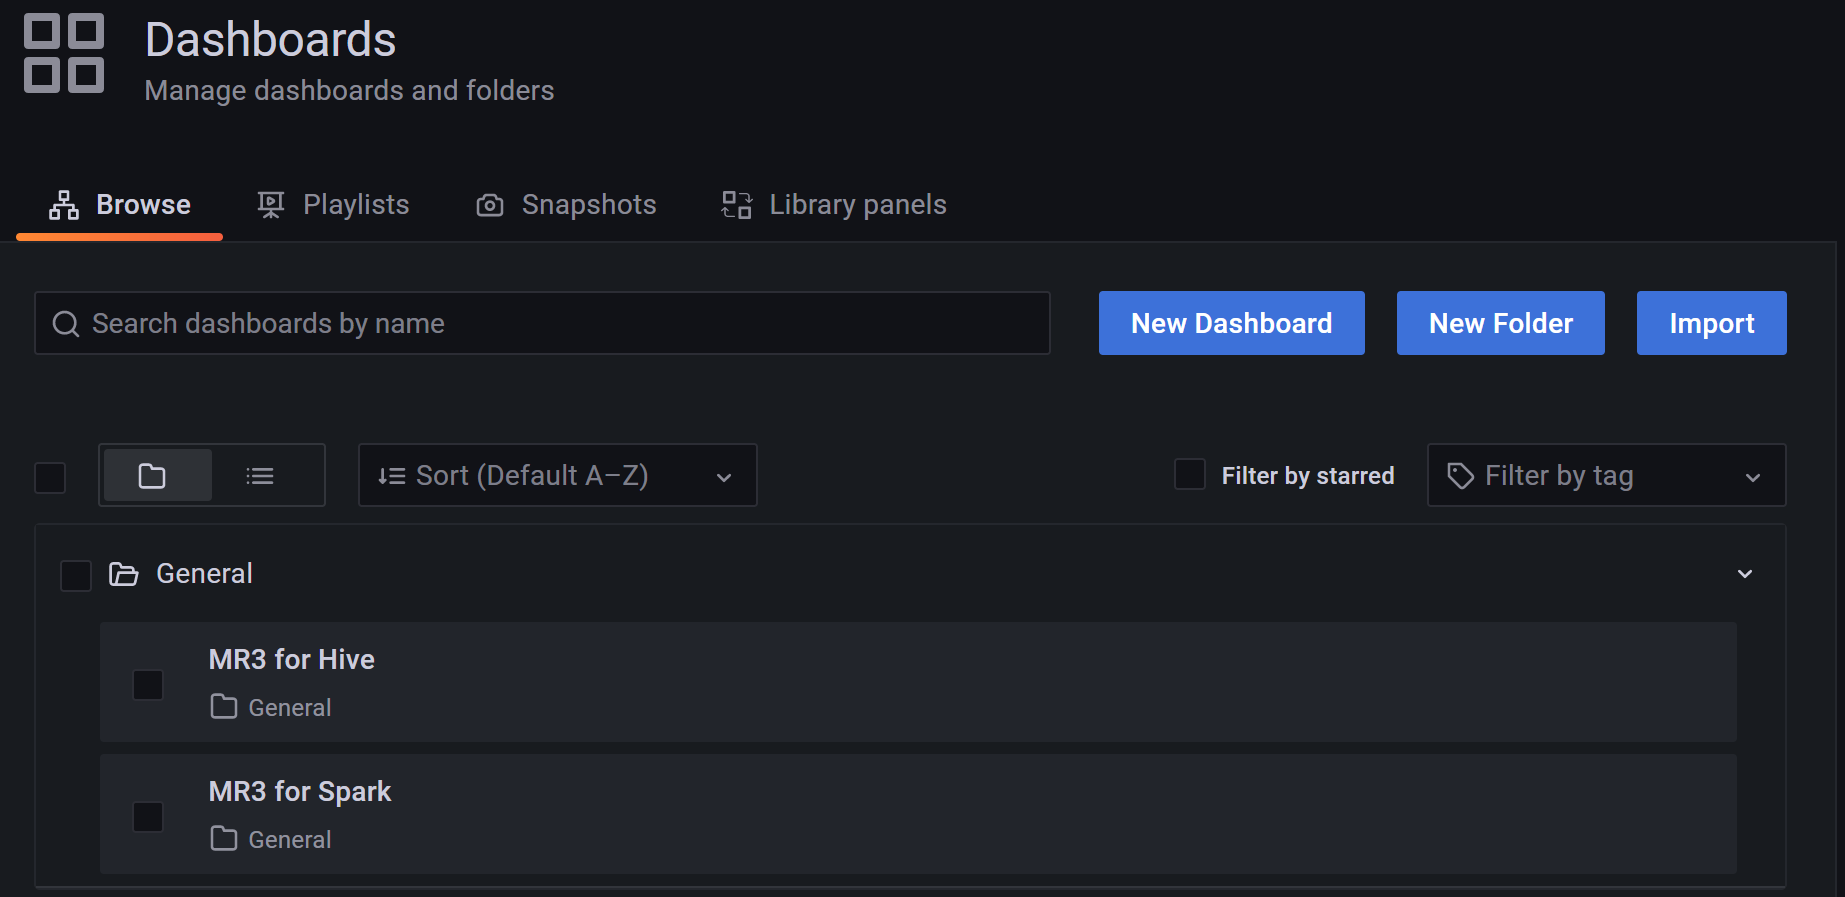 Dashboards
Manage dashboards and folders
Browse Playlists Snapshots Library panels
Search dashboards by name New Dashboard New Folder Import
Sort (Default A–Z) Filter by starred Filter by tag
General
MR3 for Hive
General
MR3 for Spark
General